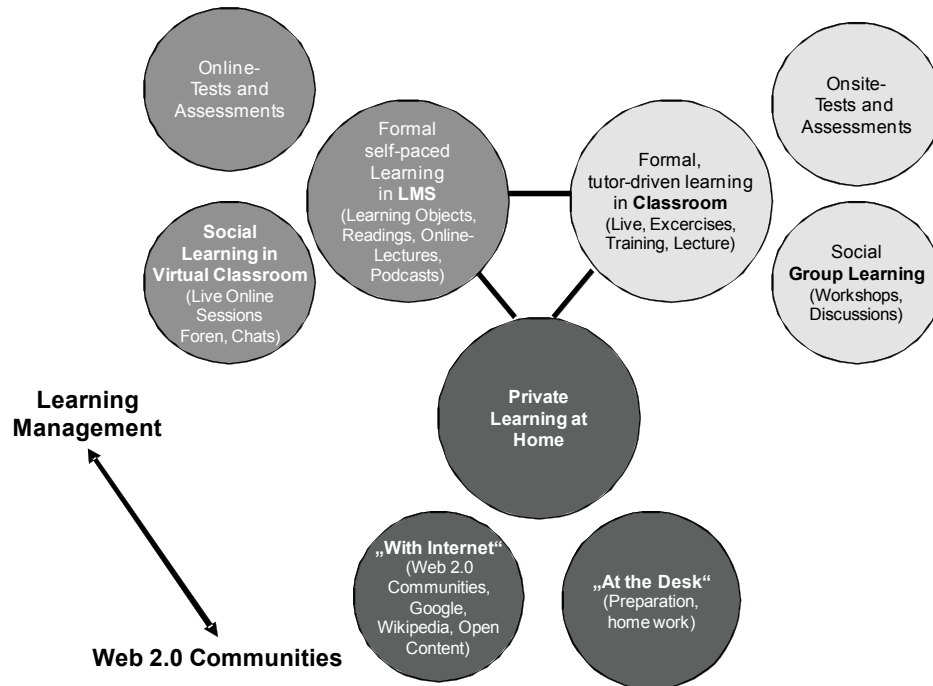 Online-
Tests and
Assessments
Formal
self-paced
Learning
in LMS
(Learning Objects,
Readings, Online-
Lectures,
Podcasts)
Formal,
tutor-driven learning
in Classroom
(Live, Excercises,
Training, Lecture)
Onsite-
Tests and
Assessments
Social
Learning in
Virtual Classroom
(Live Online
Sessions
Foren, Chats)
Social
Group Learning
(Workshops,
Discussions)
Private
Learning at
Home
Learning
Management
„With Internet“
(Web 2.0
Communities,
Google,
Wikipedia, Open
Content)
„At the Desk“
(Preparation,
home work)
Web 2.0 Communities